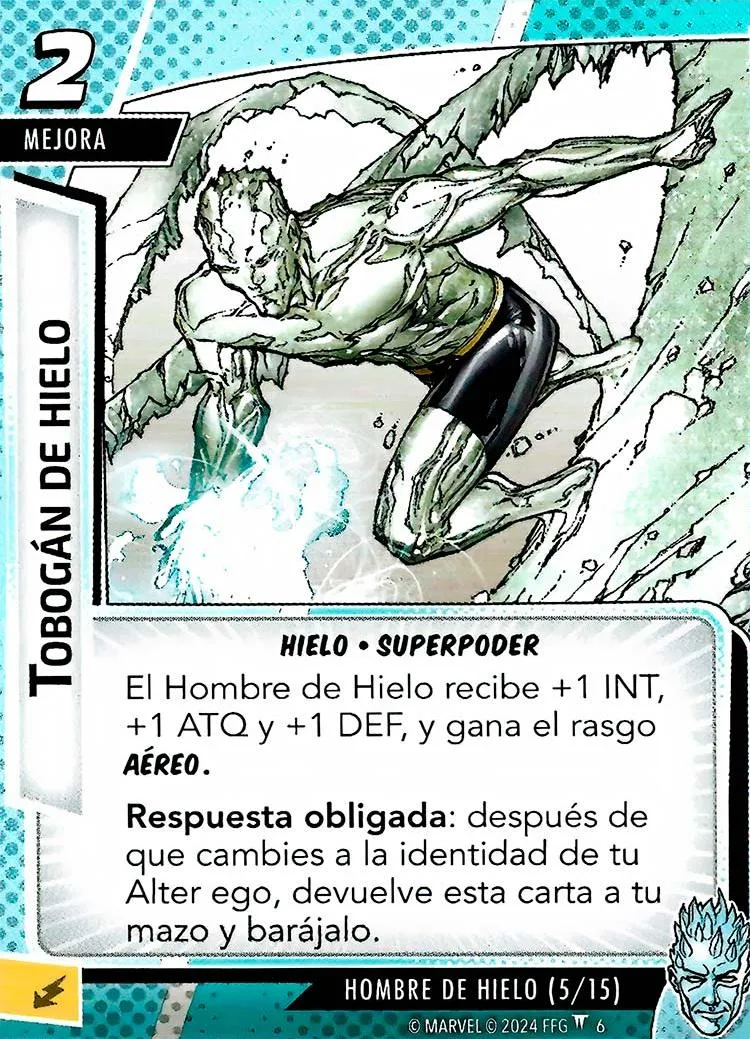 2
MEJORA
TOBOGÁN DE HIELO
HIELO • SUPERPODER
El Hombre de Hielo recibe +1 INT,
+1 ATQ y +1 DEF, y gana el rasgo
AÉREO.
Respuesta obligada: después de
que cambies a la identidad de tu
Alter ego, devuelve esta carta a tu
mazo y barájalo.
HOMBRE DE HIELO (5/15)
© MARVEL © 2024 FFG 6